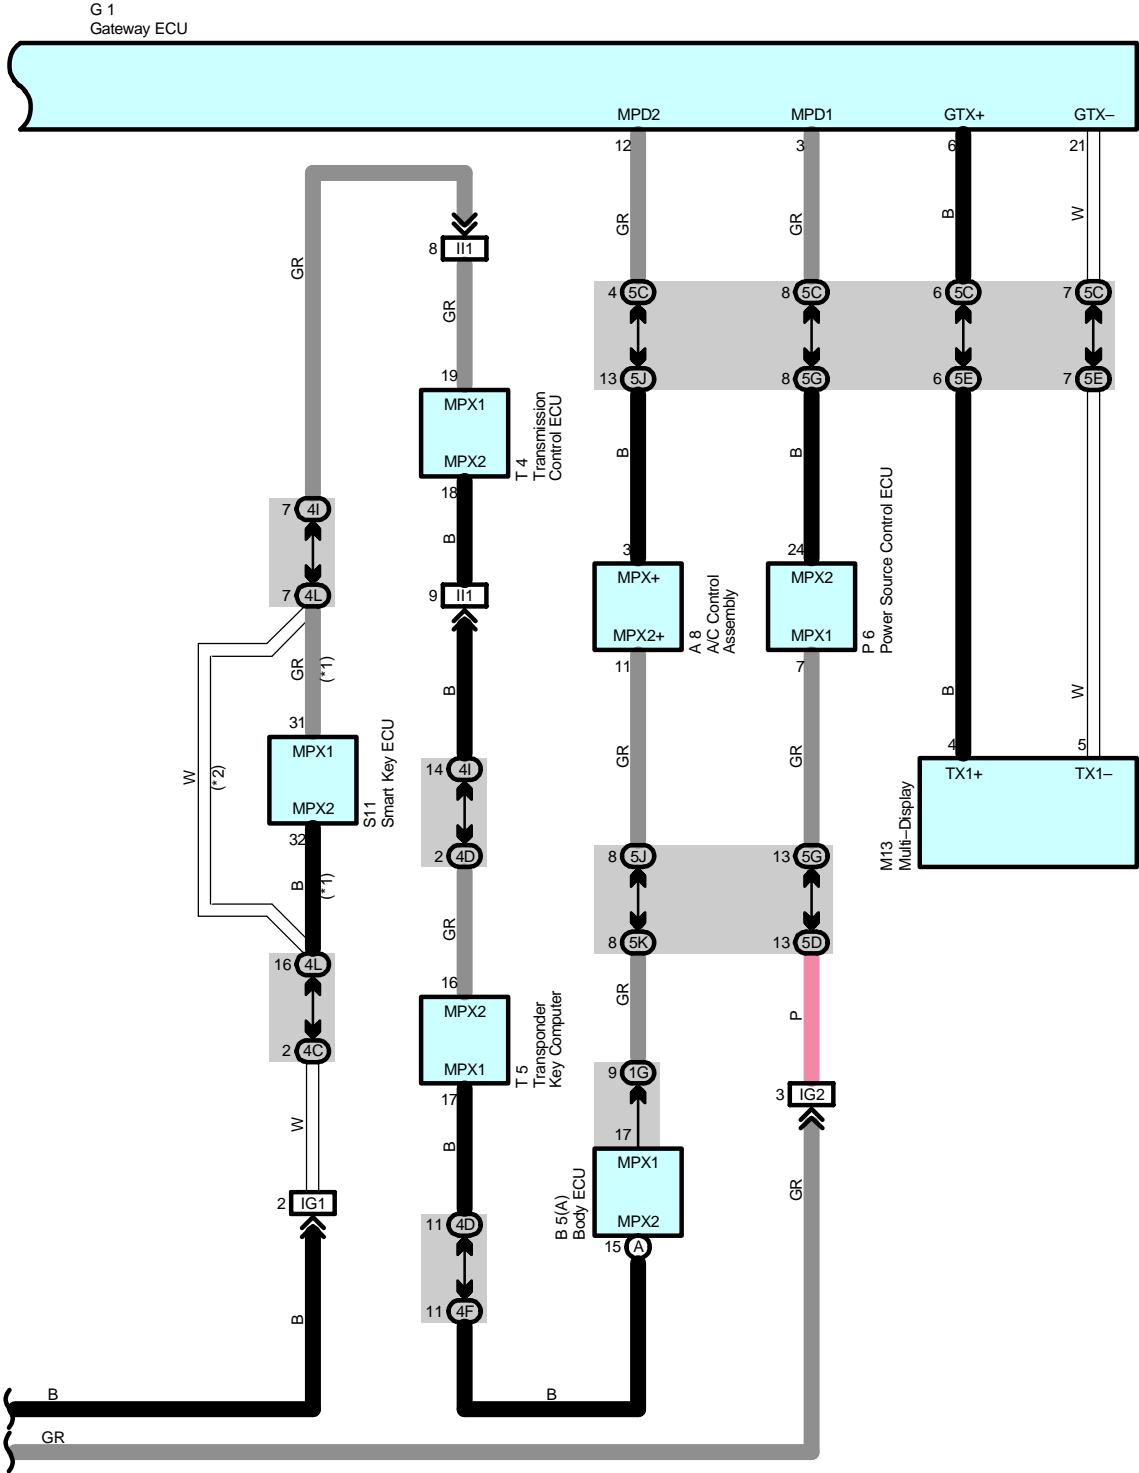 G 1
Gateway ECU
MPD2
MPD1
GTX+
GTX–
12
3
6
21
GR
GR
B
W
GR
8
II1
GR
4
5C
8
5C
6
5C
7
5C
13
5J
8
5G
6
5E
7
5E
19
MPX1
MPX2
T 4
Transmission
Control ECU
18
B
9
II1
B
B
B
7
4I
7
4L
GR
(*1)
W
(*2)
3
MPX+
MPX2+
A 8
A/C Control
Assembly
11
24
MPX2
MPX1
P 6
Power Source Control ECU
7
B
W
31
MPX1
MPX2
S11
Smart Key ECU
32
B
(*1)
14
4I
2
4D
GR
GR
GR
4
5
TX1+
TX1–
M13
Multi–Display
8
5J
13
5G
8
5K
13
5D
16
4L
2
4C
16
MPX2
MPX1
T 5
Transponder
Key Computer
17
GR
P
9
1G
3
IG2
W
B
17
MPX1
MPX2
B 5(A)
Body ECU
15
A
GR
2
IG1
11
4D
11
4F
B
B
B
GR